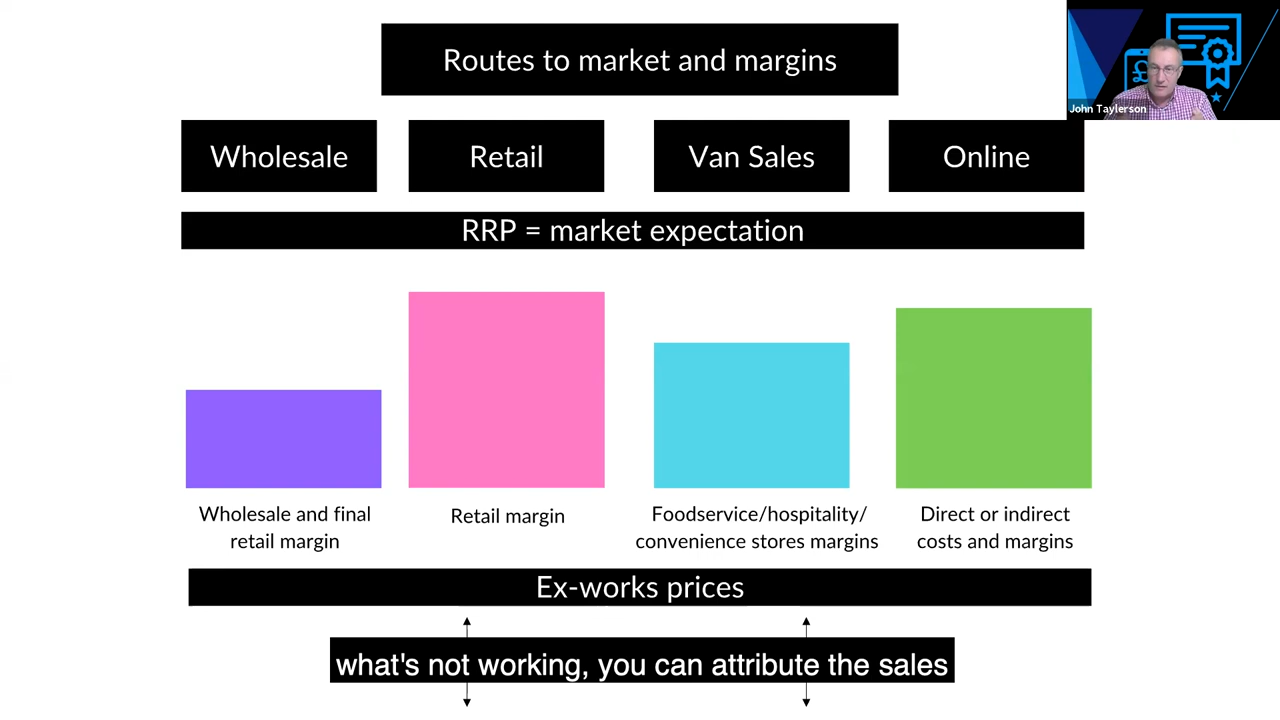 Routes to market and margins
John Taylerson
Wholesale
Retail
Van Sales
Online
RRP = market expectation
Wholesale and final
retail margin
Retail margin
Foodservice/hospitality/
convenience stores margins
Direct or indirect
costs and margins
Ex-works prices
what's not working, you can attribute the sales